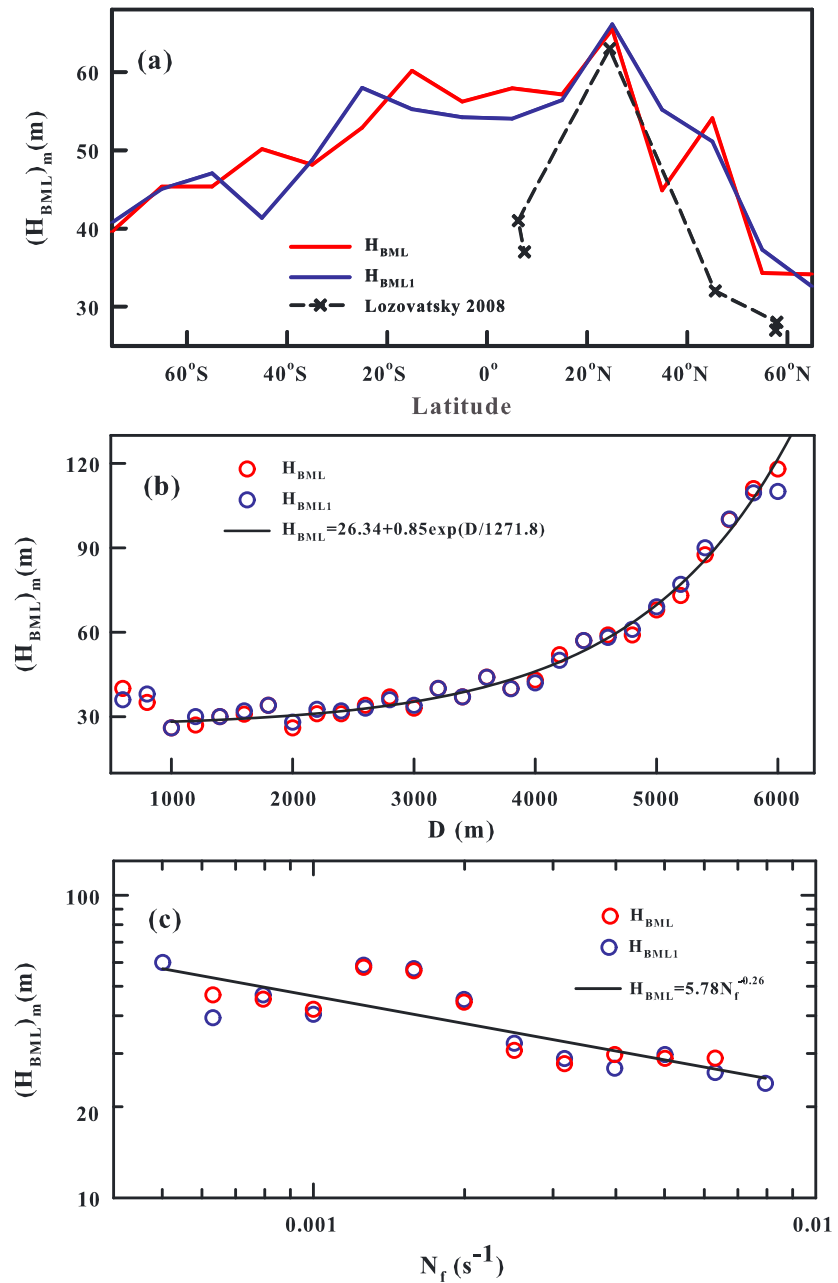 (a)
(H_BML)_m(m)
60
50
40
30
H_BML
H_BML1
Lozovatsky 2008
60°S 40°S 20°S 0° 20°N 40°N 60°N
Latitude
(b)
(H_BML)_m(m)
120
90
60
30
H_BML
H_BML1
H_BML=26.34+0.85exp(D/1271.8)
1000 2000 3000 4000 5000 6000
D (m)
(c)
(H_BML)_m(m)
100
20
10
H_BML
H_BML1
H_BML=5.78N_f^-0.26
0.001 0.01
N_f (s^-1)